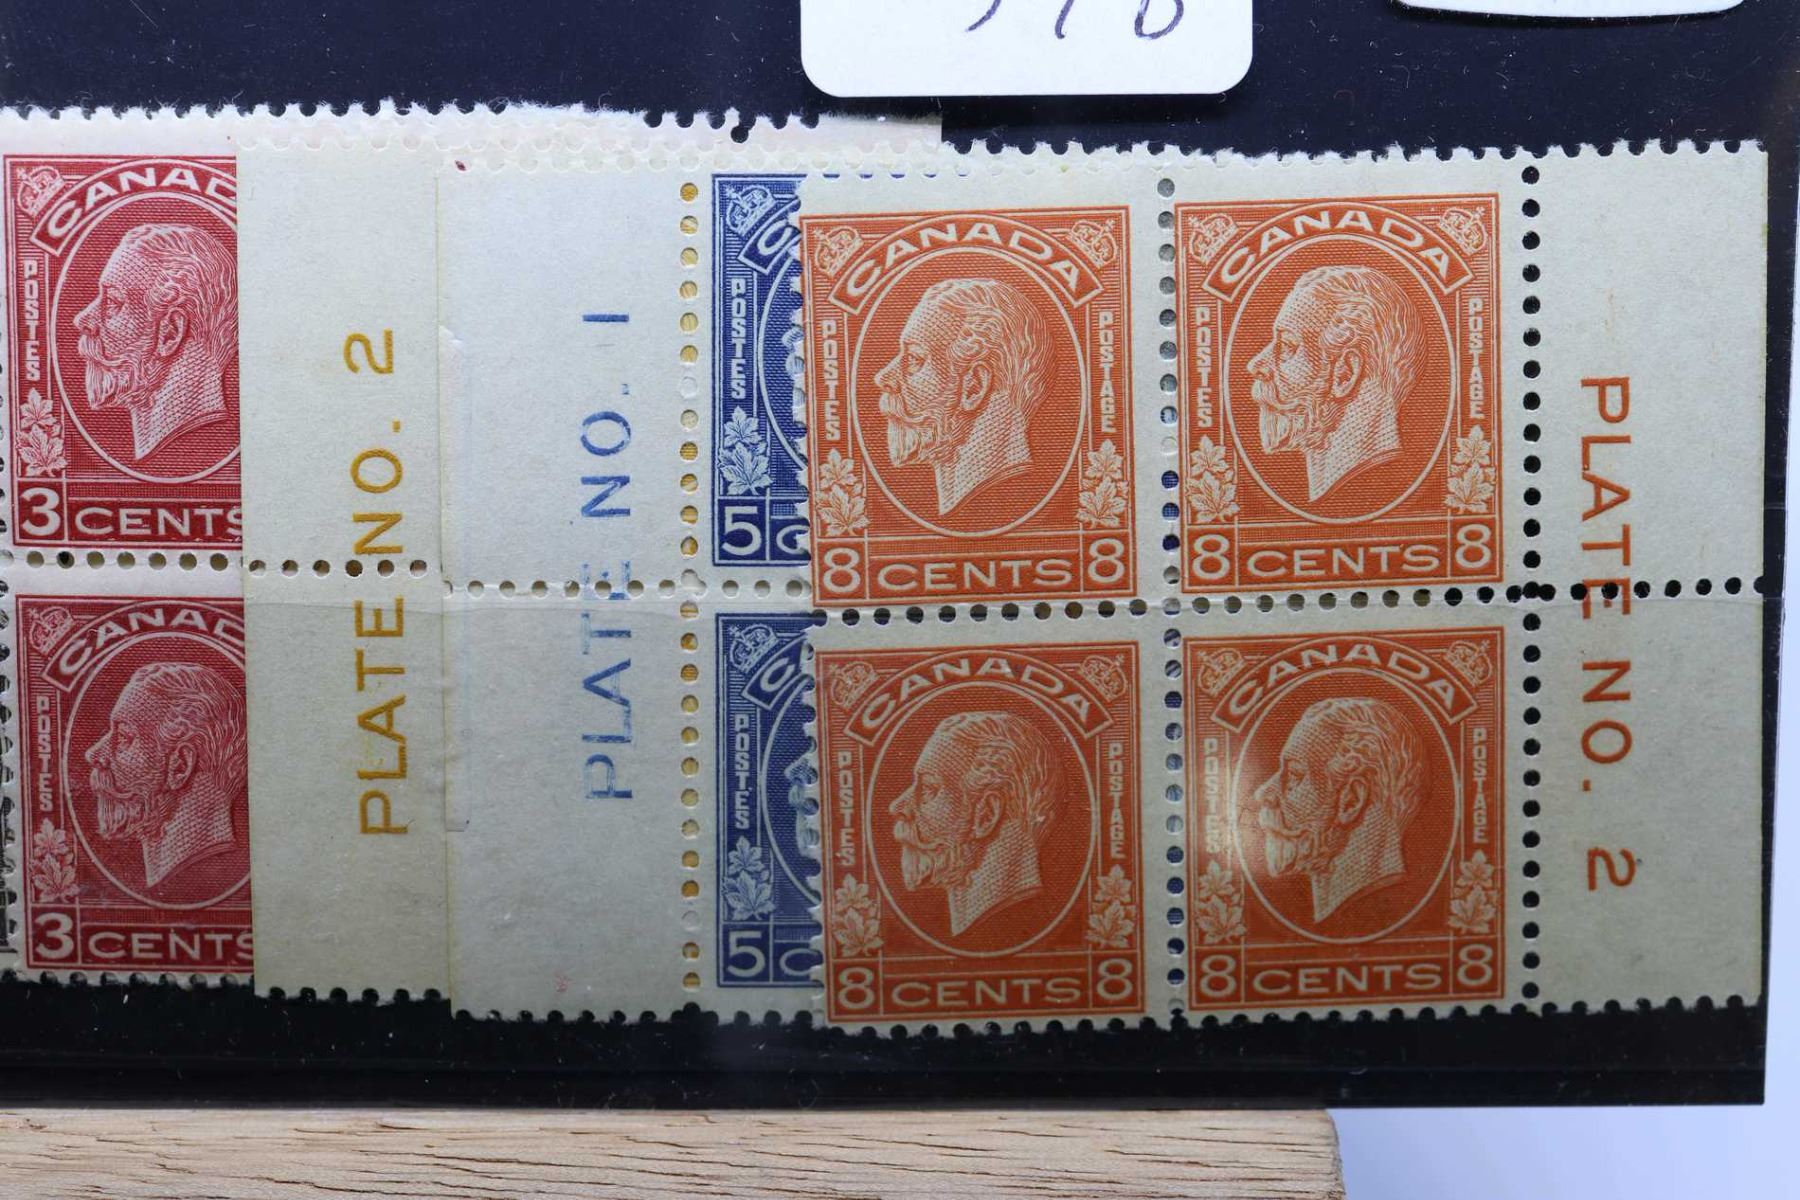 CANAD
POSTES
3 CENTS
CANAD
POSTES
3 CENTS
PLATE NO. 2
PLATE NO. 1
C
POSTES
5 C
POSTES
5 C
CANADA
POSTES POSTAGE
8 CENTS 8
CANADA
POSTES POSTAGE
8 CENTS 8
CANADA
POSTES POSTAGE
8 CENTS 8
CANADA
POSTES POSTAGE
8 CENTS 8
PLATE NO. 2